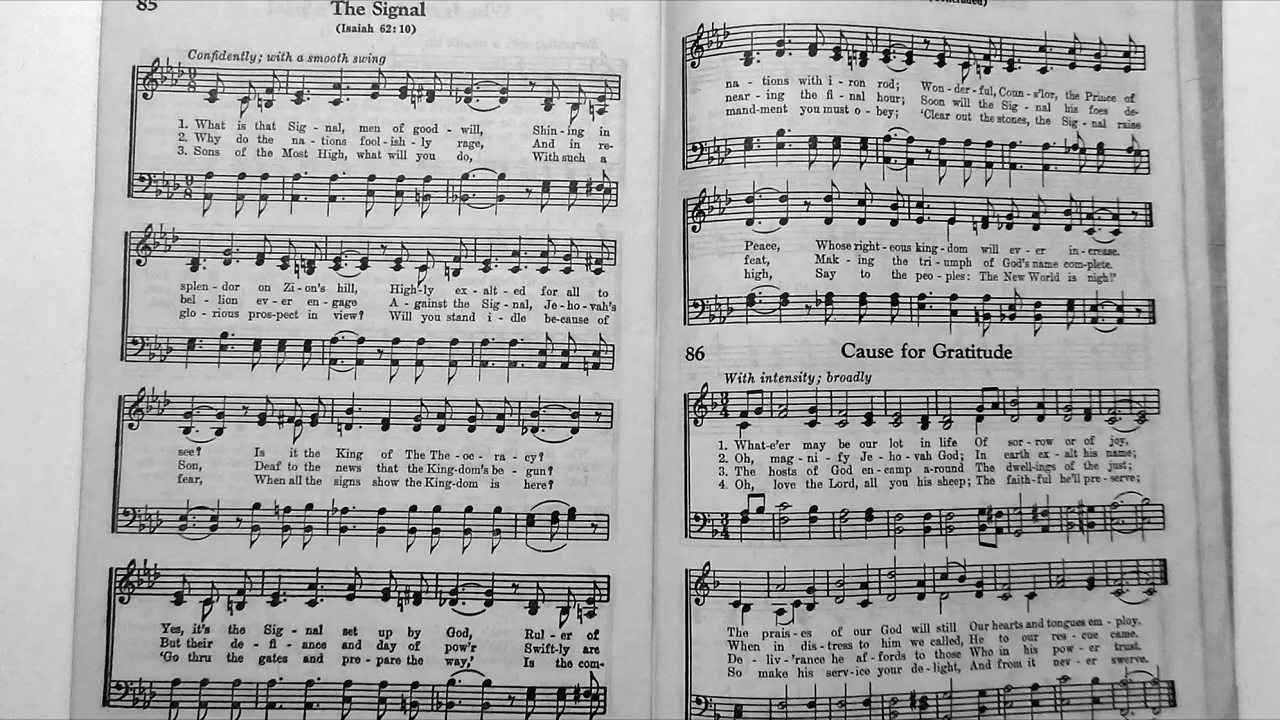 85
The Signal
(Isaiah 62:10)
Confidently; with a smooth swing
1. What is that Sig - nal, men of good - will, Shin - ing in
2. Why do the na - tions fool - ish - ly rage, And in re-
3. Sons of the Most High, what will you do, With such a
splen - dor on Zi - on's hill, High - ly ex - alt - ed for all to
bel - lion ev - er en - gage A - gainst the Sig - nal, Je - ho - vah's
glo - rious pros - pect in view? Will you stand i - dle be-cause of
see? Is it the King of The The - oc - ra - cy?
Son, Deaf to the news that the King-dom's be - gun?
fear, When all the signs show the King-dom is here?
Yes, it's the Sig - nal set up by God, Rul - er of
But their de - fi - ance and day of pow'r Swift-ly are
'Go thru the gates and pre - pare the way,' Is the com-
na - tions with i - ron rod; Won - der - ful, Coun - s'lor, the Prince of
near - ing the fi - nal hour; Soon will the Sig - nal his foes de-
mand-ment you must o - bey; 'Clear out the stones, the Sig - nal raise
Peace, Whose right - eous king - dom will ev - er in - crease.
feat, Mak - ing the tri - umph of God's name com-plete.
high, Say to the peo - ples: The New World is nigh!'
86
Cause for Gratitude
With intensity; broadly
1. What-e'er may be our lot in life Of sor - row or of joy,
2. Oh, mag - ni - fy Je - ho - vah God; In earth ex - alt his name;
3. The hosts of God en - camp a-round The dwell-ings of the just;
4. Oh, love the Lord, all you his sheep; The faith-ful he'll pre - serve;
The prais - es of our God will still Our hearts and tongues em - ploy.
When in dis - tress to him we called, He to our res - cue came.
De - liv - 'rance he af - fords to those Who in his pow - er trust.
So make his serv - ice your de - light, And from it nev - er swerve.